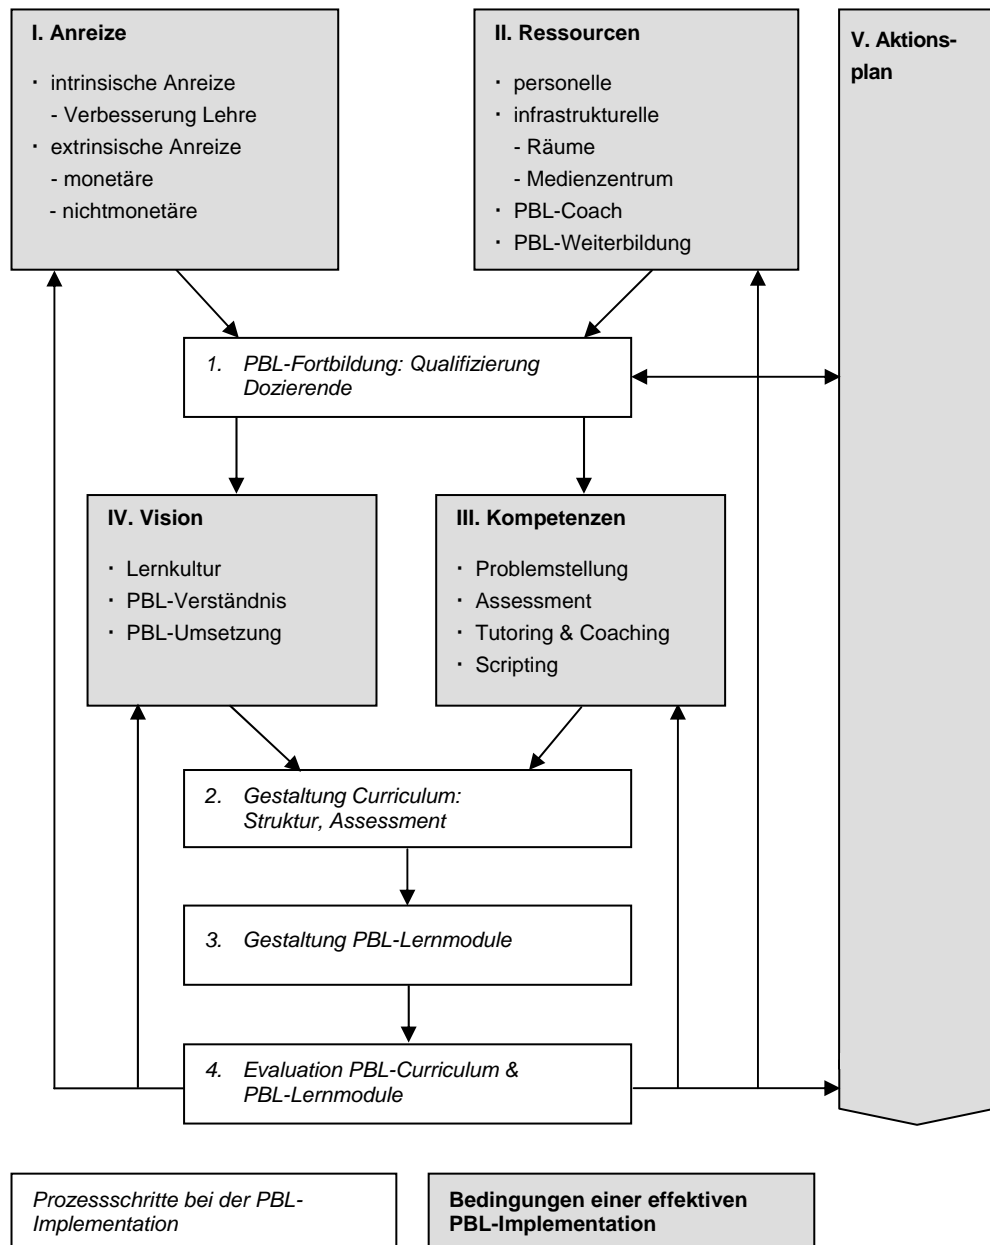 I. Anreize
· intrinsische Anreize
- Verbesserung Lehre
· extrinsische Anreize
- monetäre
- nichtmonetäre
II. Ressourcen
· personelle
· infrastrukturelle
- Räume
- Medienzentrum
· PBL-Coach
· PBL-Weiterbildung
V. Aktions-
plan
1. PBL-Fortbildung: Qualifizierung
Dozierende
IV. Vision
· Lernkultur
· PBL-Verständnis
· PBL-Umsetzung
III. Kompetenzen
· Problemstellung
· Assessment
· Tutoring & Coaching
· Scripting
2. Gestaltung Curriculum:
Struktur, Assessment
3. Gestaltung PBL-Lernmodule
4. Evaluation PBL-Curriculum &
PBL-Lernmodule
Prozessschritte bei der PBL-
Implementation
Bedingungen einer effektiven
PBL-Implementation